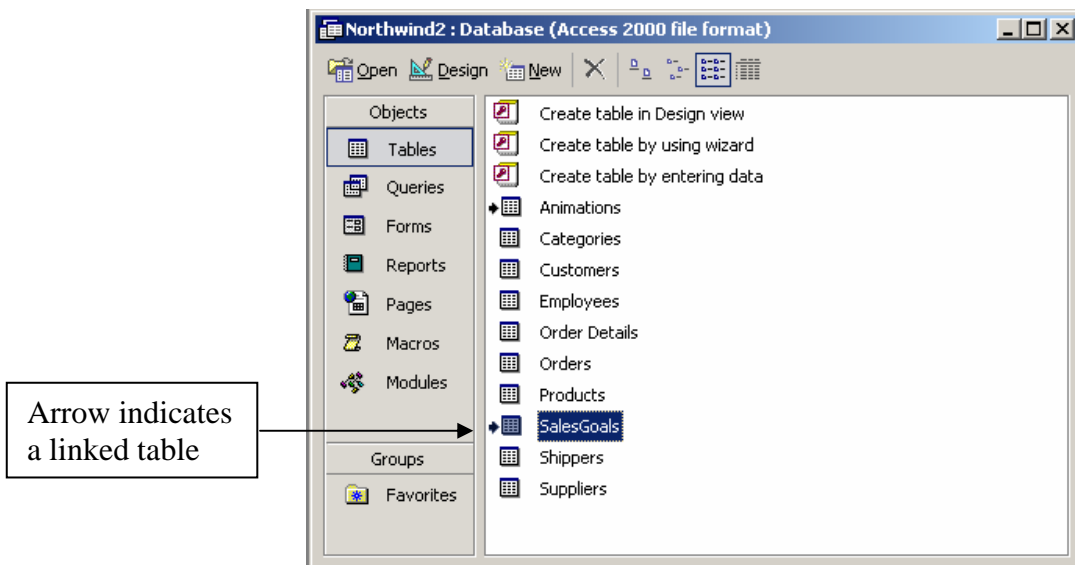 Northwind2 : Database (Access 2000 file format)
Open Design New
Objects
Tables
Queries
Forms
Reports
Pages
Macros
Modules
Groups
Favorites
Create table in Design view
Create table by using wizard
Create table by entering data
Animations
Categories
Customers
Employees
Order Details
Orders
Products
SalesGoals
Shippers
Suppliers
Arrow indicates
a linked table